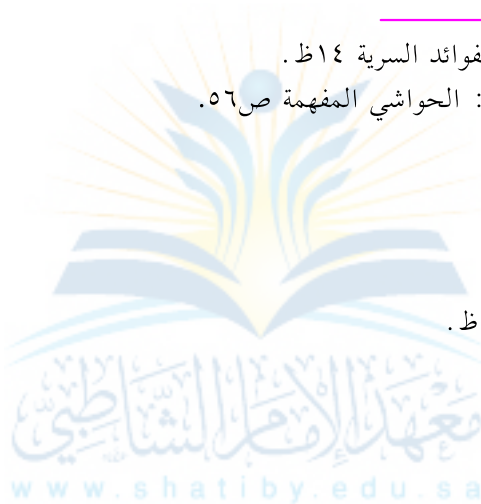 فوائد السرية ١٤ظ.
: الحواشي المفهمة ص٥٦.
ظ.
معهد الإمام الشاطبي
www.shatiby.edu.sa